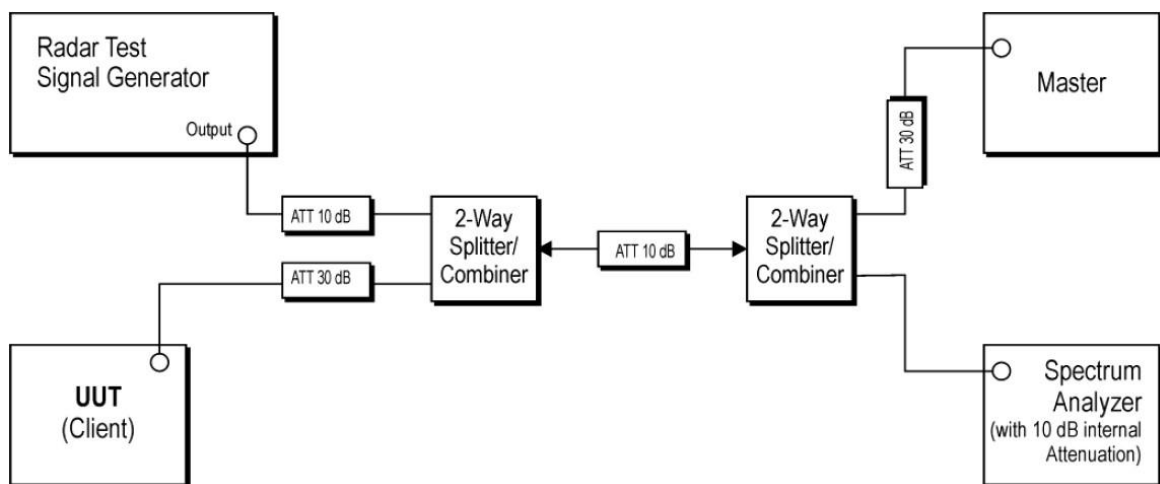 Radar Test
Signal Generator
Output
Master
ATT 30 dB
ATT 10 dB
2-Way
Splitter/
Combiner
ATT 10 dB
2-Way
Splitter/
Combiner
ATT 30 dB
UUT
(Client)
Spectrum
Analyzer
(with 10 dB internal
Attenuation)